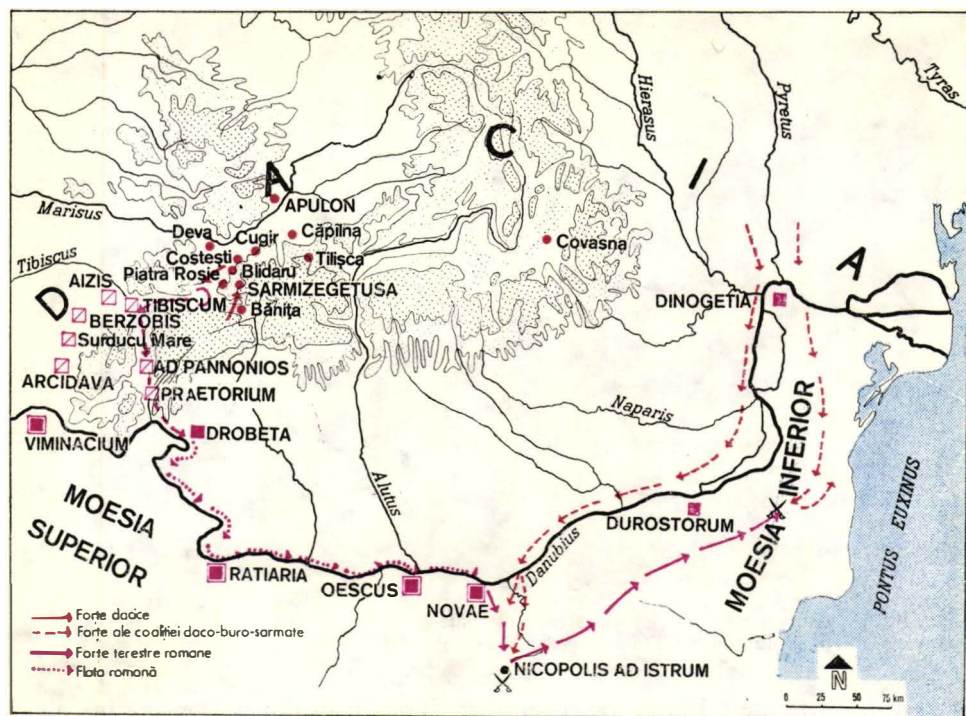 Hierasus
Pyretus
Tyras
C
I
A
APULON
Marisus
Deva
Cugir
Căpîlna
Covasna
A
Costești
Tilișca
Tibiscus
Piatra Roșie
Blidaru
AIZIS
SARMIZEGETUSA
DINOGETIA
D
TIBISCUM
Bănița
BERZOBIS
Surducu Mare
AD PANNONIOS
ARCIDAVA
PRAETORIUM
Naparis
VIMINACIUM
DROBETA
MOESIA INFERIOR
Alutus
MOESIA
SUPERIOR
DUROSTORUM
PONTUS EUXINUS
Danubius
RATIARIA
OESCUS
NOVAE
Forțe dacice
Forțe ale coaliției daco-buro-sarmate
Forțe terestre romane
Flota romană
NICOPOLIS AD ISTRUM
N
0 25 50 75 km